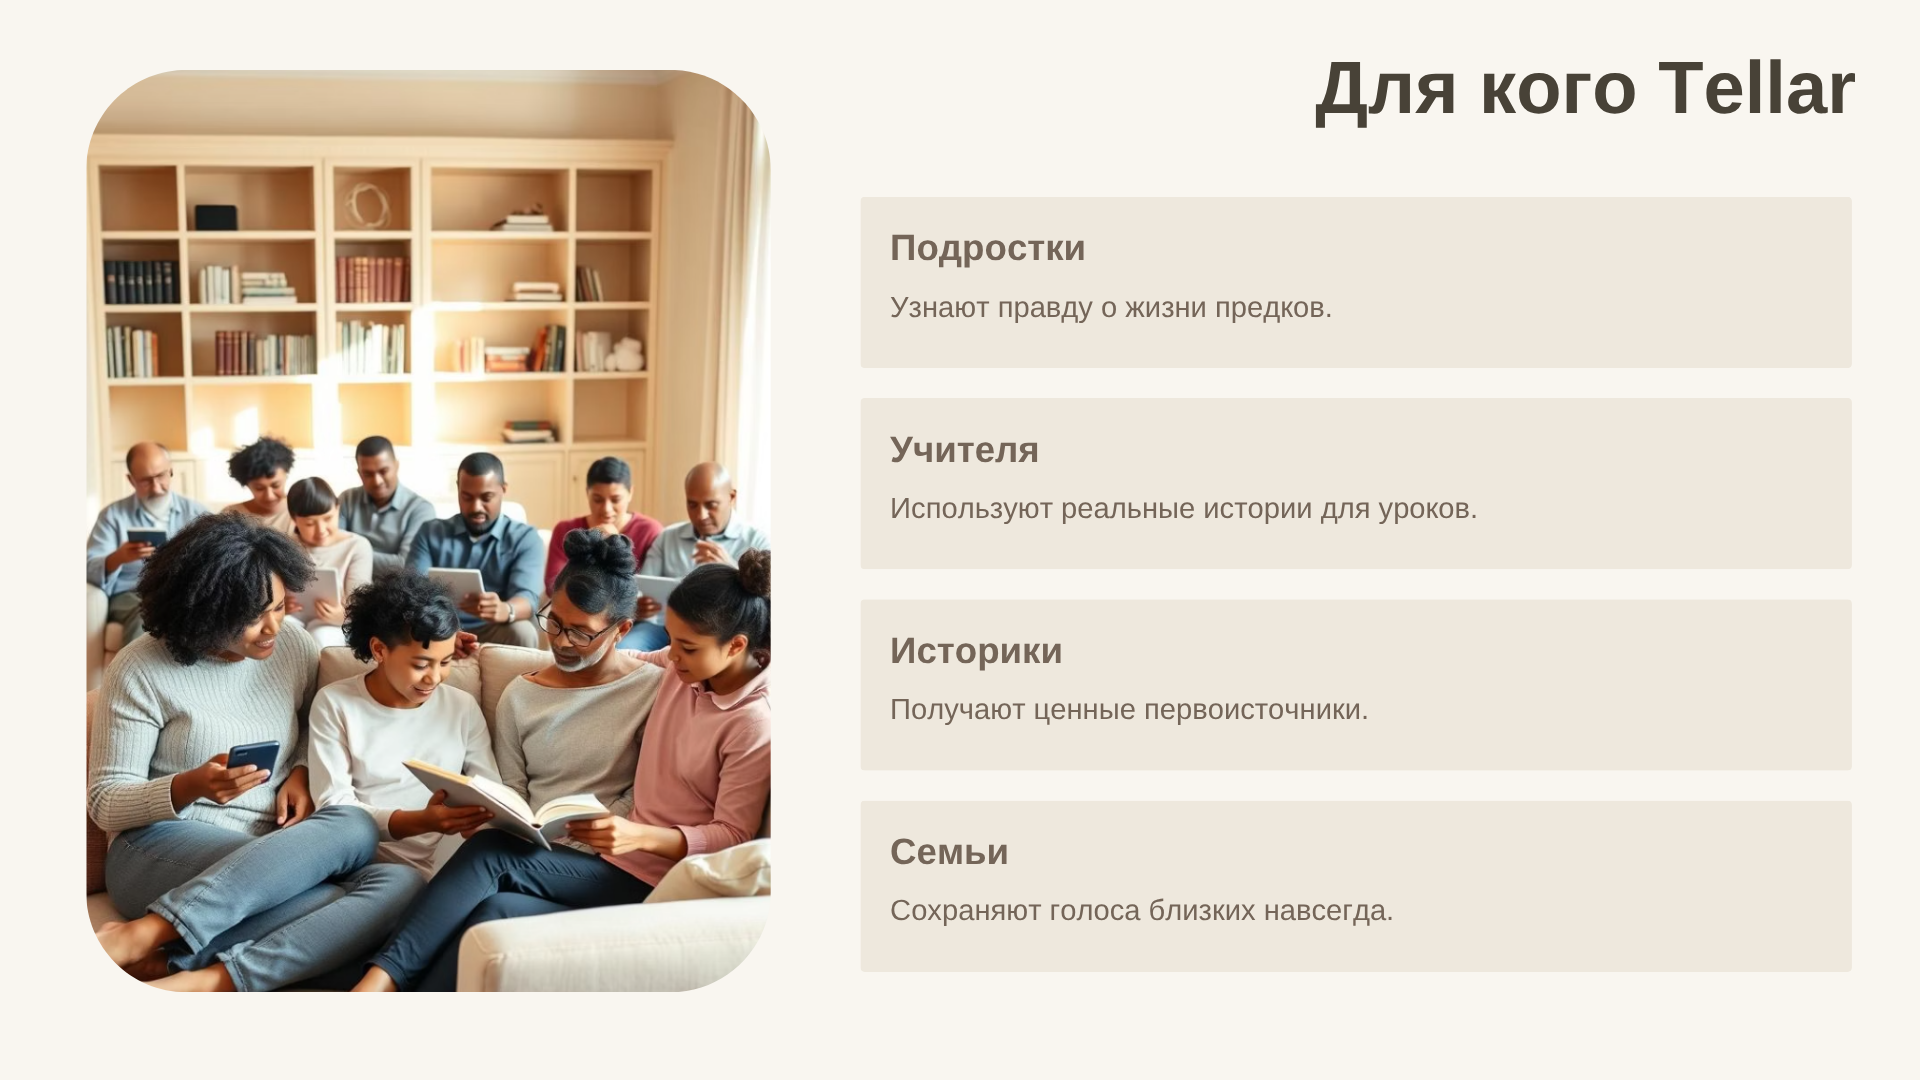 Для кого Tellar
Подростки
Узнают правду о жизни предков.
Учителя
Используют реальные истории для уроков.
Историки
Получают ценные первоисточники.
Семьи
Сохраняют голоса близких навсегда.